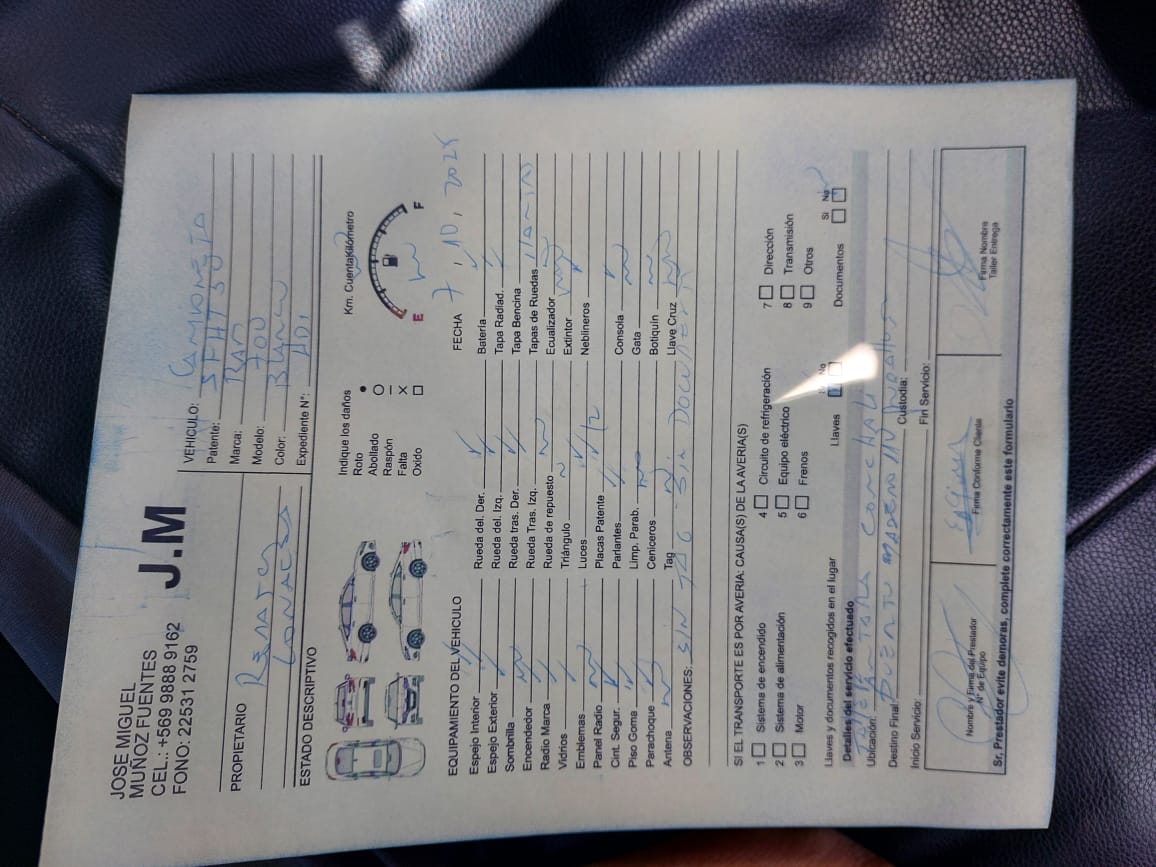 JOSE MIGUEL
MUÑOZ FUENTES
CEL.: +569 9888 9162
FONO: 22531 2759
J.M
VEHICULO: CAMIONETA
Patente:
Marca: RAM
Modelo: 700
Color: Blanco
Expediente N°:
PROPIETARIO
ESTADO DESCRIPTIVO
Indique los daños
Roto ●
Abollado ○
Raspón –
Falta ×
Oxido □
Km. CuentaKilómetro
E F
EQUIPAMIENTO DEL VEHICULO
FECHA 7, 10, 2025
Espejo Interior
Espejo Exterior
Sombrilla
Encendedor
Radio Marca
Vidrios
Emblemas
Panel Radio
Cint. Segur.
Piso Goma
Parachoque
Antena
Rueda del. Der.
Rueda del. Izq.
Rueda tras. Der.
Rueda Tras. Izq.
Rueda de repuesto
Triángulo
Luces
Placas Patente
Parlantes
Limp. Parab.
Ceniceros
Tag
Batería
Tapa Radiad.
Tapa Bencina
Tapas de Ruedas
Ecualizador
Extintor
Neblineros
Consola
Gata
Botiquín
Llave Cruz
OBSERVACIONES: SIN TAG SIN
SI EL TRANSPORTE ES POR AVERIA: CAUSA(S) DE LA AVERIA(S)
1 □ Sistema de encendido
2 □ Sistema de alimentación
3 □ Motor
4 □ Circuito de refrigeración
5 □ Equipo eléctrico
6 □ Frenos
7 □ Dirección
8 □ Transmisión
9 □ Otros
Llaves y documentos recogidos en el lugar
Llaves No
Documentos Si No
Detalles del servicio efectuado
Ubicación: CONCHALI
Destino Final:
Inicio Servicio:
Custodia:
Fin Servicio:
Nombre y Firma del Prestador
N° de Equipo
Firma Conforme Cliente
Firma Nombre
Taller Entrega
Sr, Prestador evite demoras, complete correctamente este formulario